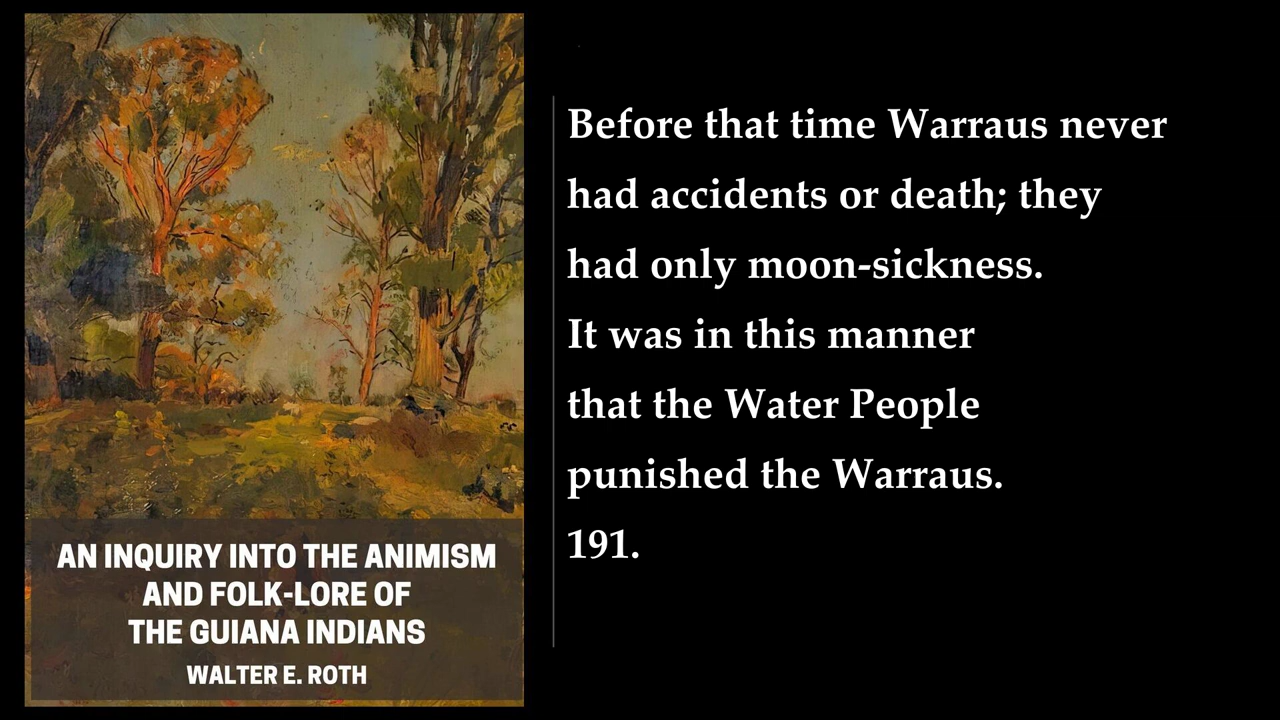 Before that time Warraus never
had accidents or death; they
had only moon-sickness.
It was in this manner
that the Water People
punished the Warraus.
191.
AN INQUIRY INTO THE ANIMISM
AND FOLK-LORE OF
THE GUIANA INDIANS
WALTER E. ROTH